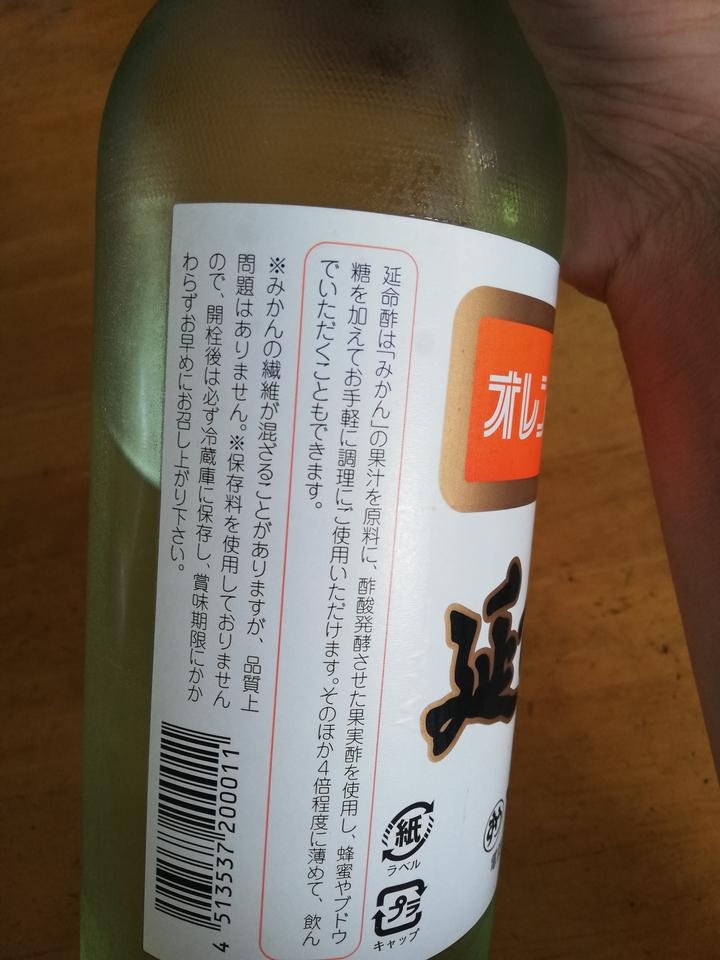 オレン
延
延命酢は「みかん」の果汁を原料に、酢酸発酵させた果実酢を使用し、蜂蜜やブドウ
糖を加えてお手軽に調理にご使用いただけます。そのほか4倍程度に薄めて、飲ん
でいただくこともできます。
※みかんの繊維が混ざることがありますが、品質上
問題はありません。※保存料を使用しておりません
ので、開栓後は必ず冷蔵庫に保存し、賞味期限にかか
わらずお早めにお召し上がり下さい。
紙
ラベル
プラ
キャップ
4 513537 200011